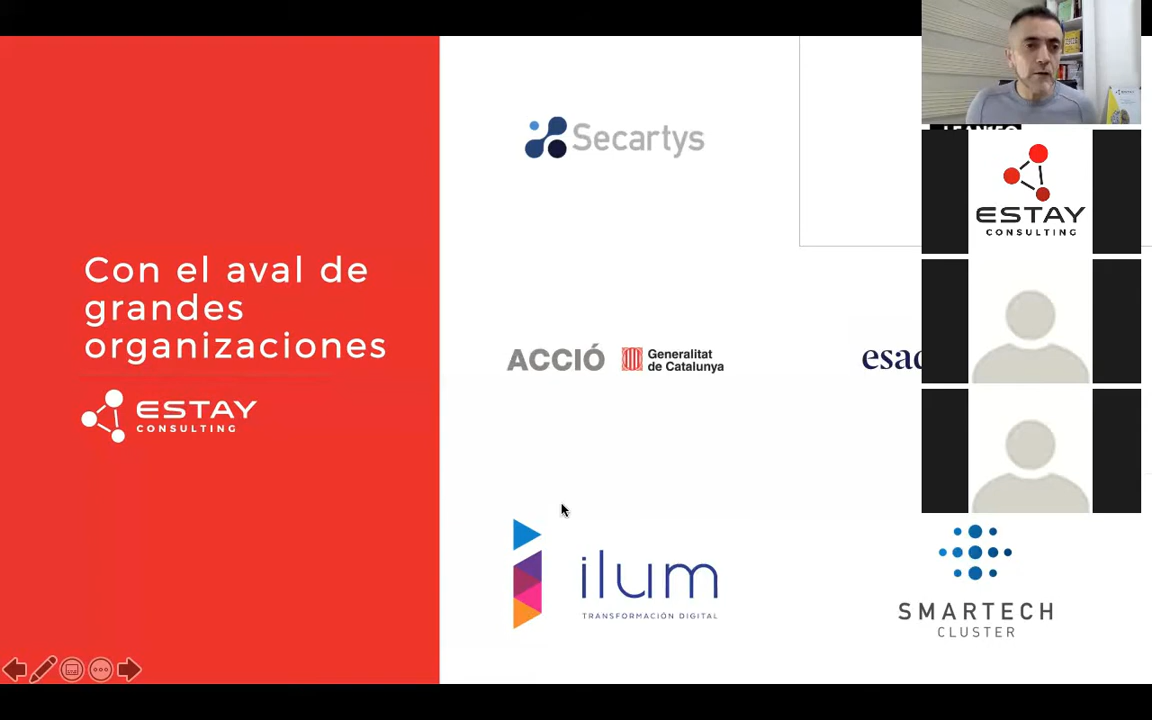 Con el aval de
grandes
organizaciones
ESTAY
CONSULTING
Secartys
ACCIÓ
Generalitat
de Catalunya
ilum
TRANSFORMACIÓN DIGITAL
SMARTECH
CLUSTER
ESTAY
CONSULTING